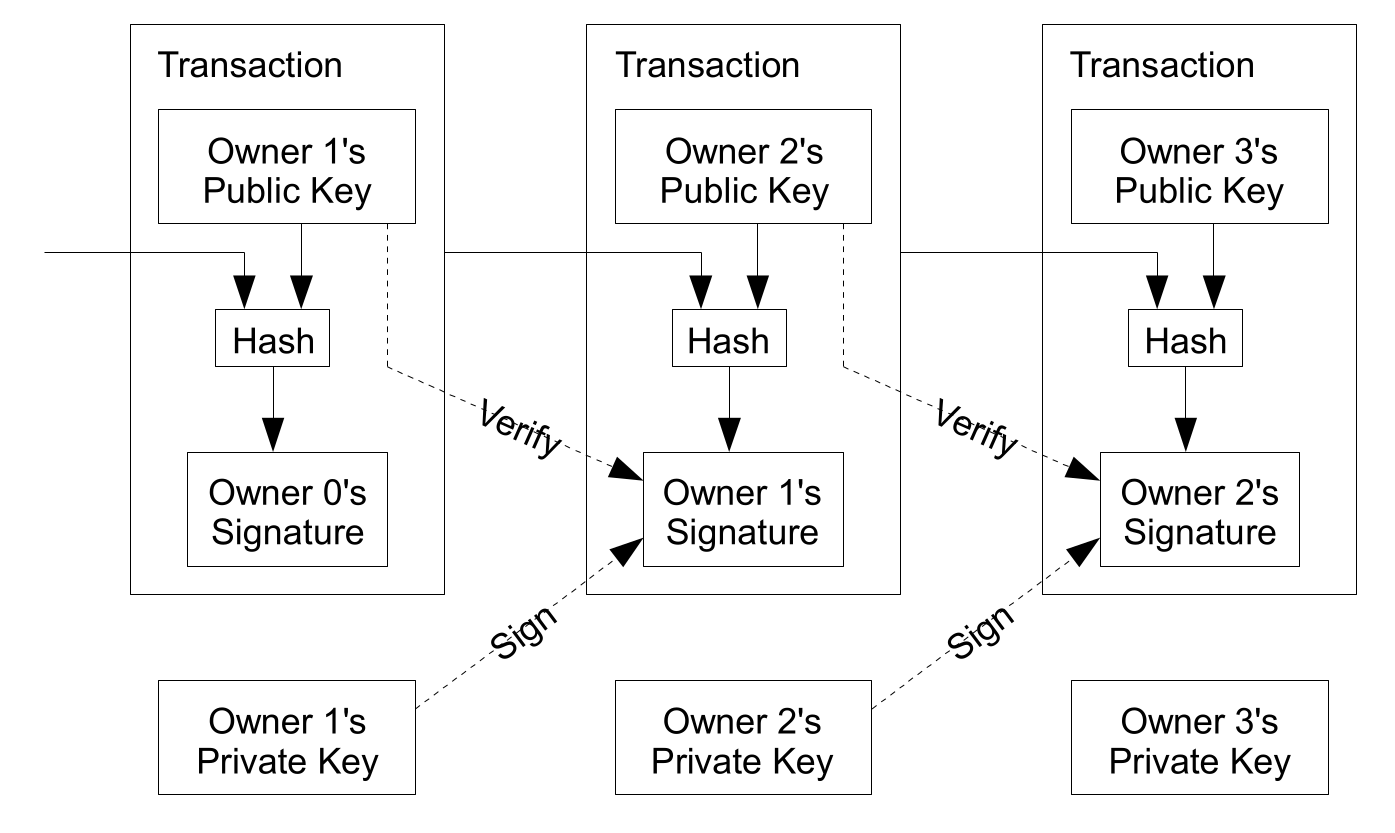 Transaction
Owner 1's
Public Key
Hash
Owner 0's
Signature
Transaction
Owner 2's
Public Key
Hash
Verify
Owner 1's
Signature
Transaction
Owner 3's
Public Key
Hash
Verify
Owner 2's
Signature
Sign
Sign
Owner 1's
Private Key
Owner 2's
Private Key
Owner 3's
Private Key